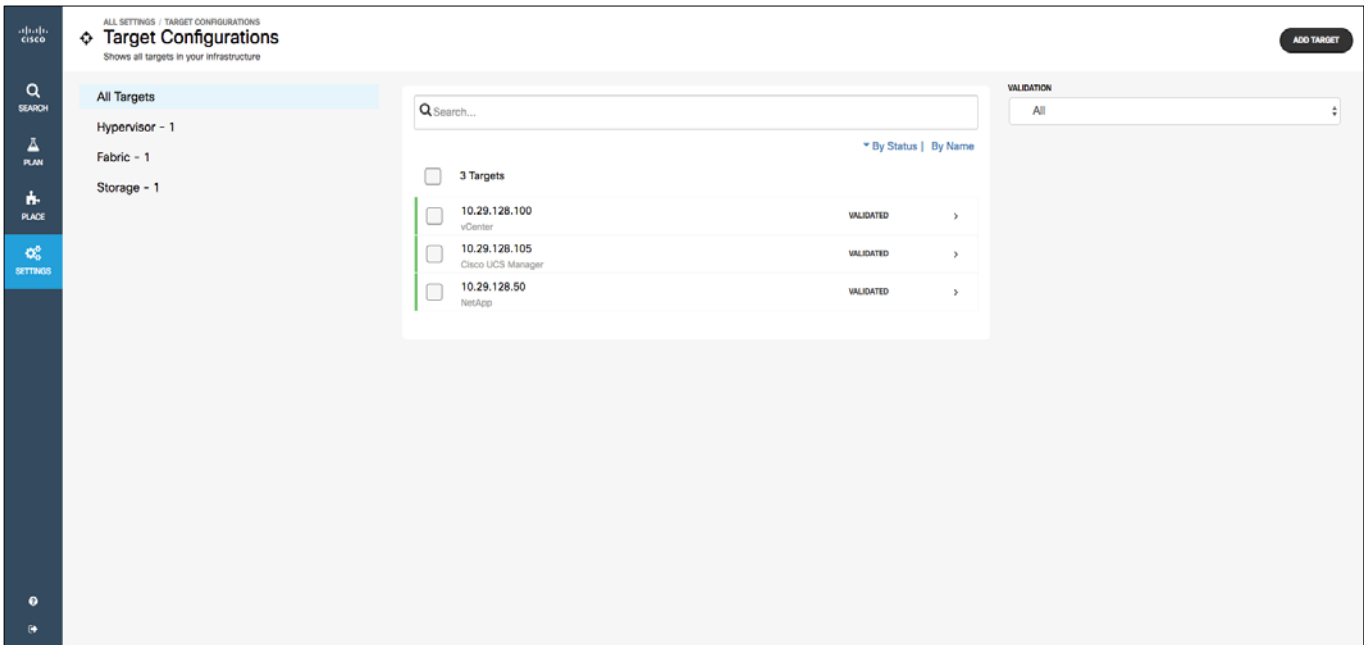 CISCO
SEARCH
PLAN
PLACE
SETTINGS
ALL SETTINGS / TARGET CONFIGURATIONS
Target Configurations
Shows all targets in your infrastructure
ADD TARGET
All Targets
Hypervisor - 1
Fabric - 1
Storage - 1
Search...
By Status | By Name
3 Targets
10.29.128.100 VALIDATED
vCenter
10.29.128.105 VALIDATED
Cisco UCS Manager
10.29.128.50 VALIDATED
NetApp
VALIDATION
All